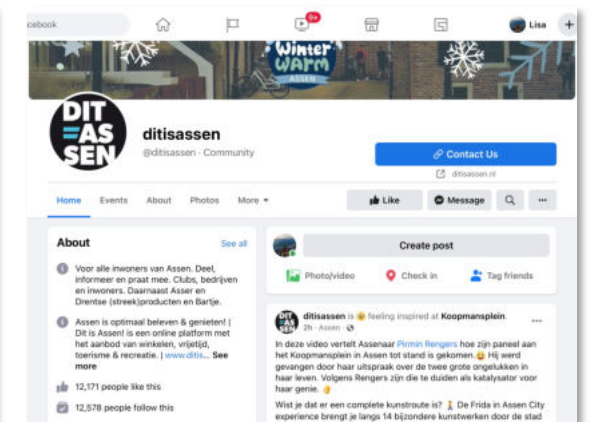 cebook
9+
Lisa
Winter
WARM
ASSEN
DIT
=AS
SEN
ditisassen
@ditisassen · Community
Contact Us
ditisassen.nl
Home Events About Photos More
Like Message
About See all
Voor alle inwoners van Assen. Deel,
informeer en praat mee. Clubs, bedrijven
en inwoners. Daarnaast Asser en
Drentse (streek)producten en Bartje.
Assen is optimaal beleven & genieten! |
Dit is Assen! is een online platform met
het aanbod van winkelen, vrijetijd,
toerisme & recreatie. | www.ditis... See
more
12,171 people like this
12,578 people follow this
Create post
Photo/video Check in Tag friends
DIT
=AS
SEN
ditisassen is feeling inspired at Koopmansplein.
2h · Assen ·
In deze video vertelt Assenaar Pirmin Rengers hoe zijn paneel aan
het Koopmansplein in Assen tot stand is gekomen. Hij werd
gevangen door haar uitspraak over de twee grote ongelukken in
haar leven. Volgens Rengers zijn die te duiden als katalysator voor
haar genie.
Wist je dat er een complete kunstroute is? De Frida in Assen City
experience brengt je langs 14 bijzondere kunstwerken door de stad